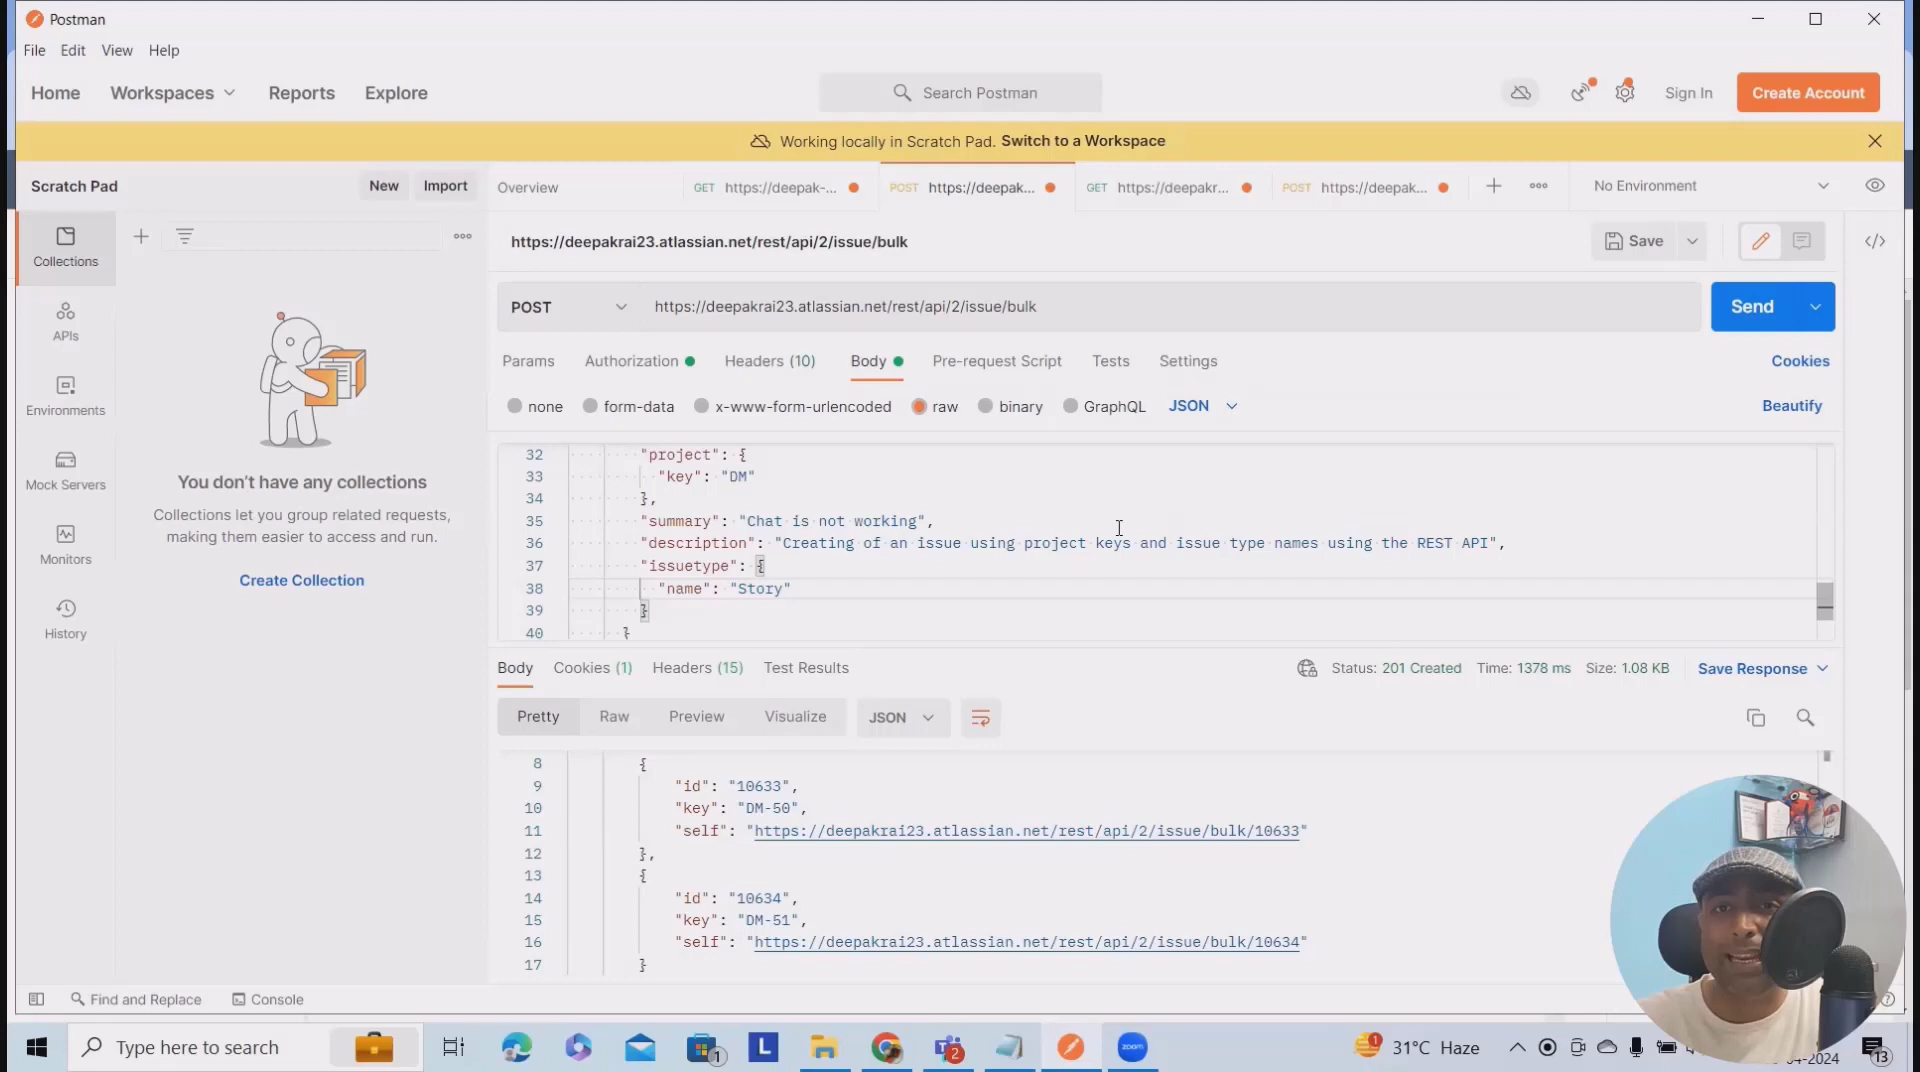 Postman
File Edit View Help
Home Workspaces Reports Explore Search Postman Sign In Create Account
Working locally in Scratch Pad. Switch to a Workspace
Scratch Pad New Import Overview GET https://deepak-... POST https://deepak... GET https://deepakr... POST https://deepak... No Environment
Collections
https://deepakrai23.atlassian.net/rest/api/2/issue/bulk Save
POST https://deepakrai23.atlassian.net/rest/api/2/issue/bulk Send
APIs
Params Authorization Headers (10) Body Pre-request Script Tests Settings Cookies
Environments
none form-data x-www-form-urlencoded raw binary GraphQL JSON Beautify
Mock Servers
Monitors
History
You don't have any collections
Collections let you group related requests,
making them easier to access and run.
Create Collection
32 "project": {
33 "key": "DM"
34 },
35 "summary": "Chat is not working",
36 "description": "Creating of an issue using project keys and issue type names using the REST API",
37 "issuetype": {
38 "name": "Story"
39 }
40 }
Body Cookies (1) Headers (15) Test Results Status: 201 Created Time: 1378 ms Size: 1.08 KB Save Response
Pretty Raw Preview Visualize JSON
8 {
9 "id": "10633",
10 "key": "DM-50",
11 "self": "https://deepakrai23.atlassian.net/rest/api/2/issue/bulk/10633"
12 },
13 {
14 "id": "10634",
15 "key": "DM-51",
16 "self": "https://deepakrai23.atlassian.net/rest/api/2/issue/bulk/10634"
17 }
Find and Replace Console
Type here to search 1 L 2 zoom 1 31°C Haze 13
-04-2024